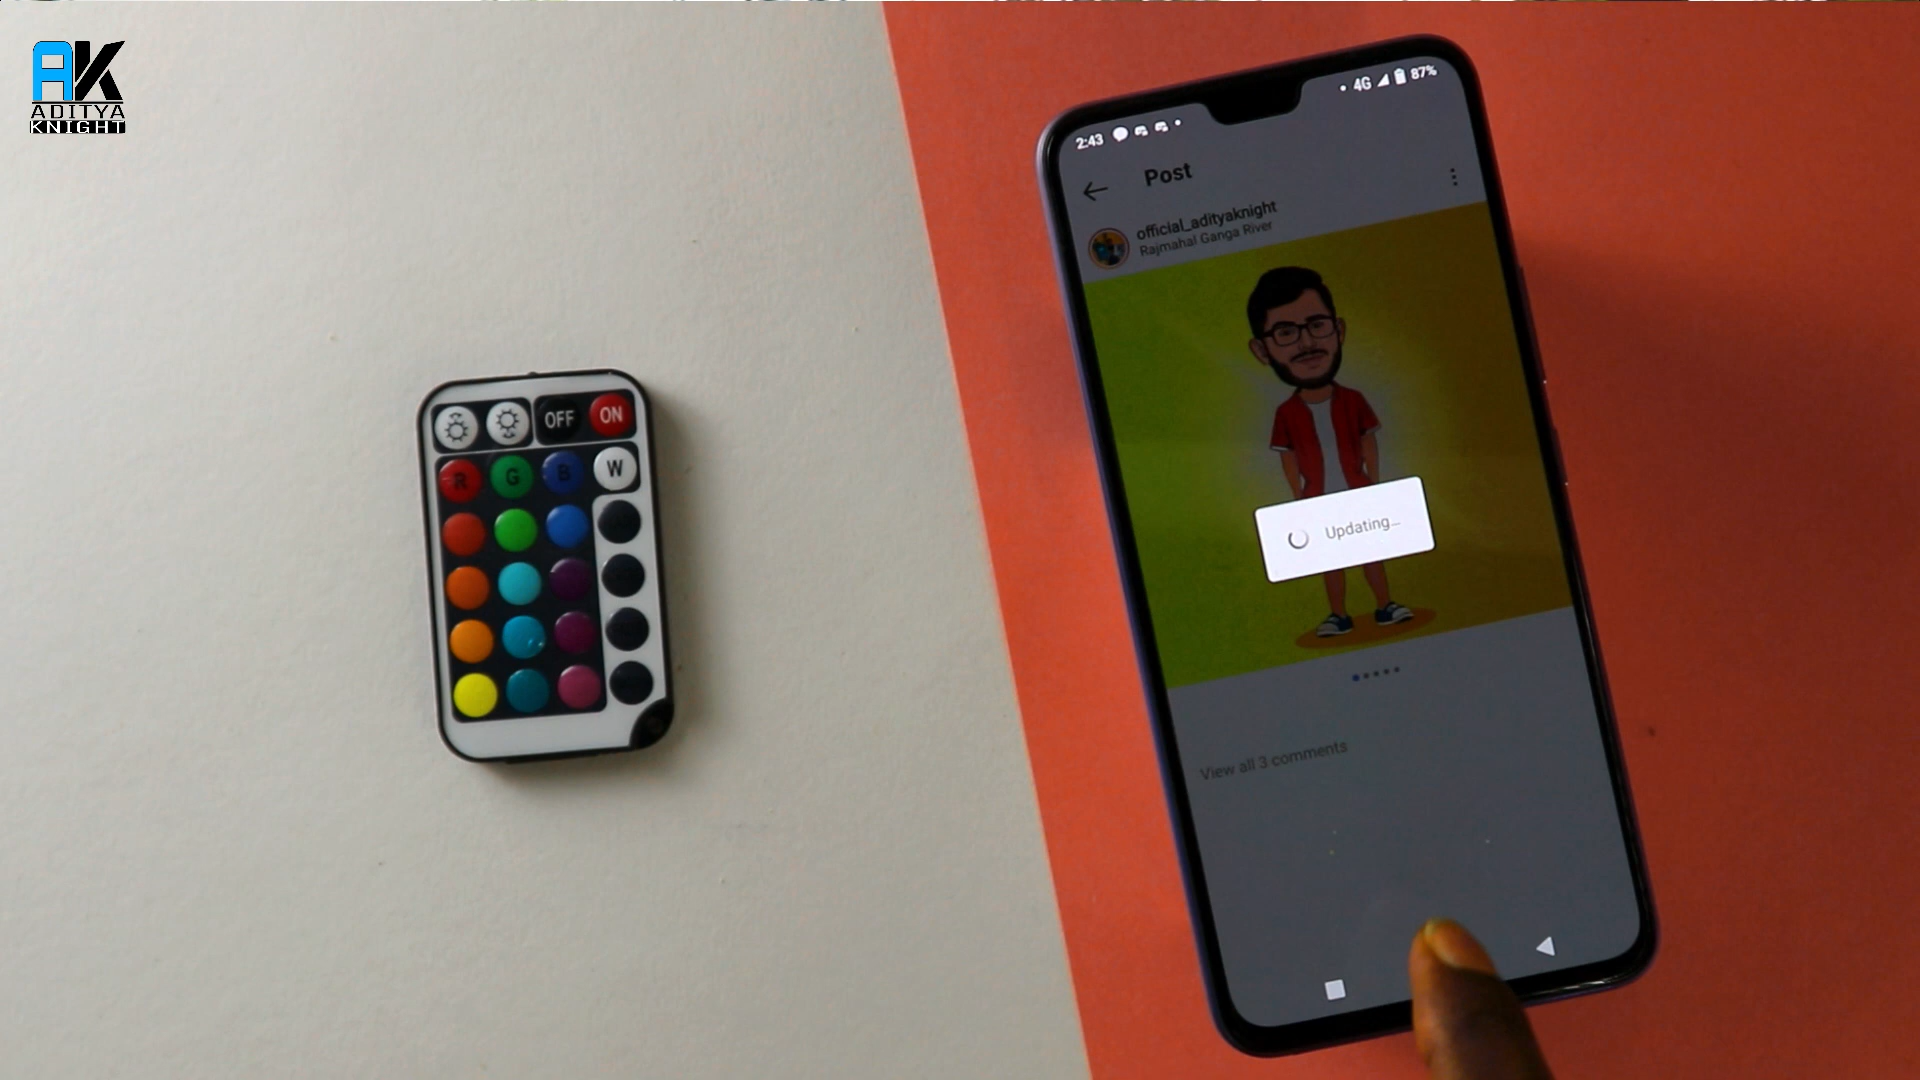 AK
ADITYA
KNIGHT
OFF ON
R G B W
2:43 4G 87%
Post
official_adityaknight
Rajmahal Ganga River
Updating...
View all 3 comments